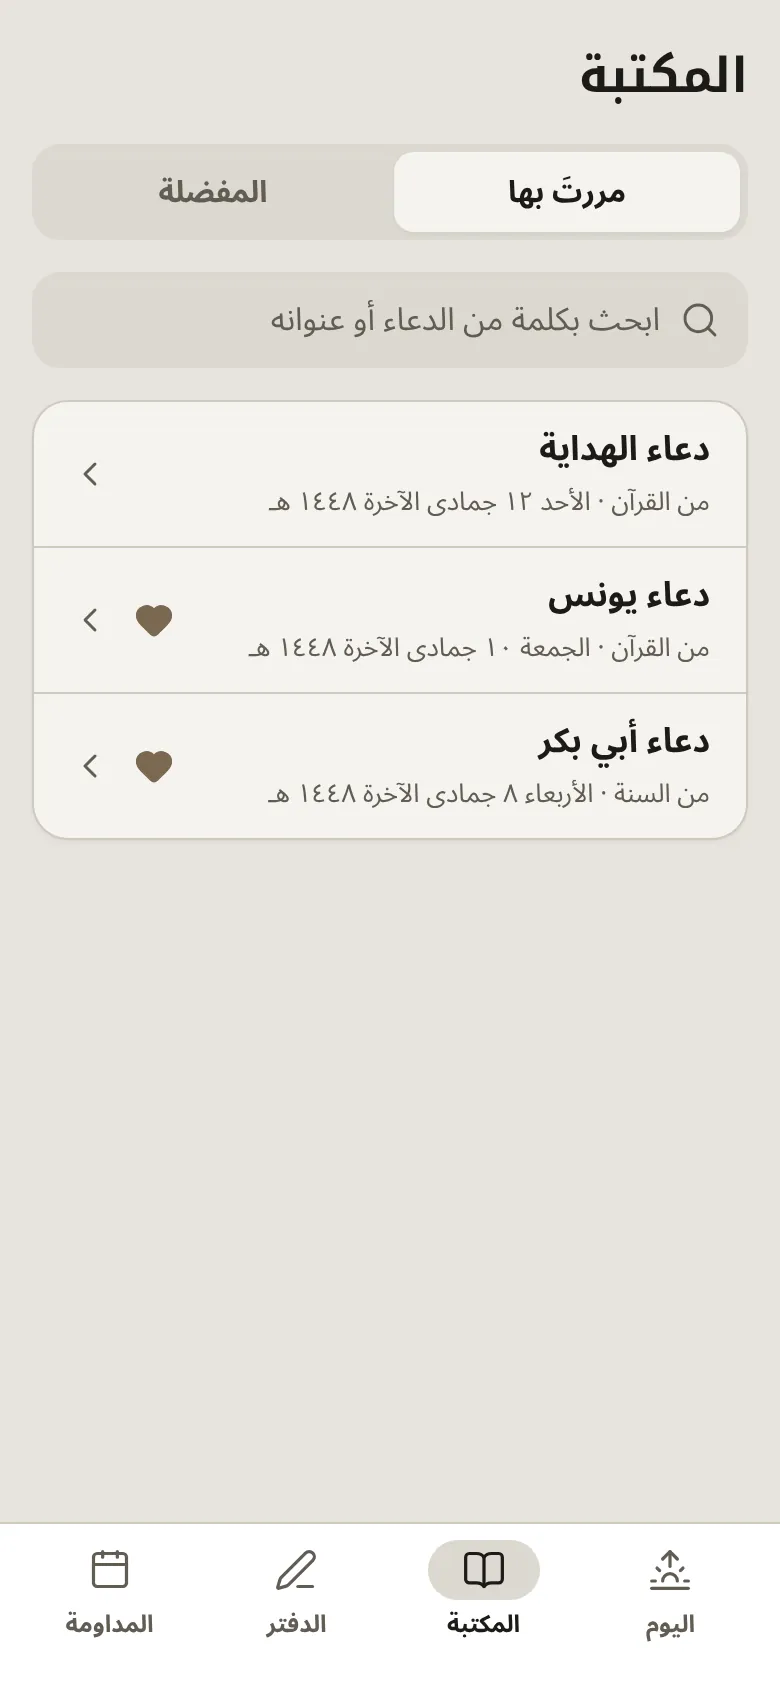 المكتبة
مررتَ بها
المفضلة
ابحث بكلمة من الدعاء أو عنوانه
دعاء الهداية
من القرآن · الأحد ١٢ جمادى الآخرة ١٤٤٨ هـ
دعاء يونس
من القرآن · الجمعة ١٠ جمادى الآخرة ١٤٤٨ هـ
دعاء أبي بكر
من السنة · الأربعاء ٨ جمادى الآخرة ١٤٤٨ هـ
اليوم
المكتبة
الدفتر
المداومة